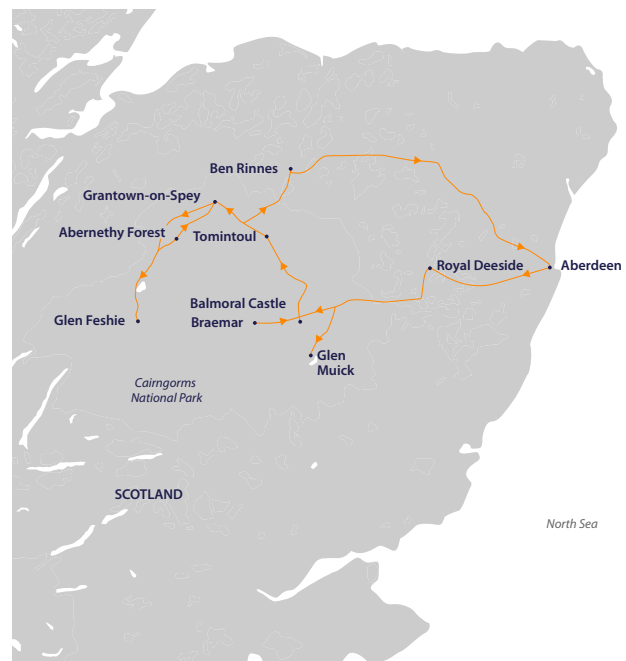 Ben Rinnes
Grantown-on-Spey
Abernethy Forest
Tomintoul
Royal Deeside
Aberdeen
Balmoral Castle
Glen Feshie
Braemar
Glen
Muick
Cairngorms
National Park
SCOTLAND
North Sea